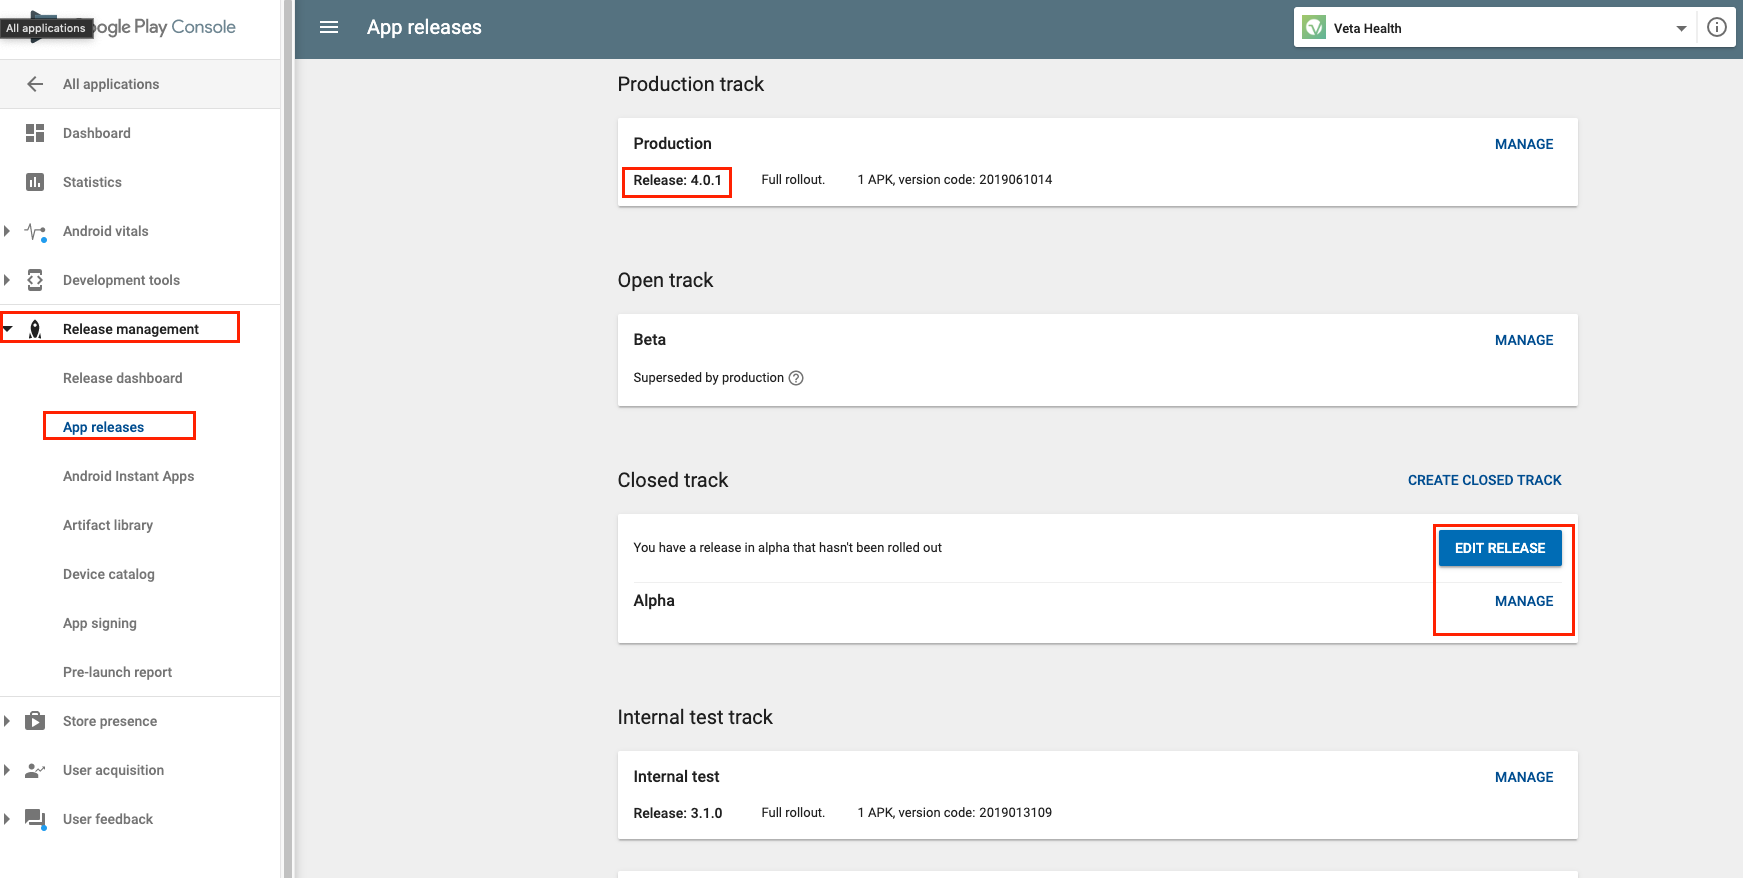 All applications
oogle Play Console
All applications
Dashboard
Statistics
Android vitals
Development tools
Release management
Release dashboard
App releases
Android Instant Apps
Artifact library
Device catalog
App signing
Pre-launch report
Store presence
User acquisition
User feedback
App releases
Veta Health
Production track
Production
MANAGE
Release: 4.0.1 Full rollout. 1 APK, version code: 2019061014
Open track
Beta
MANAGE
Superseded by production
Closed track
CREATE CLOSED TRACK
You have a release in alpha that hasn't been rolled out
EDIT RELEASE
Alpha
MANAGE
Internal test track
Internal test
MANAGE
Release: 3.1.0 Full rollout. 1 APK, version code: 2019013109